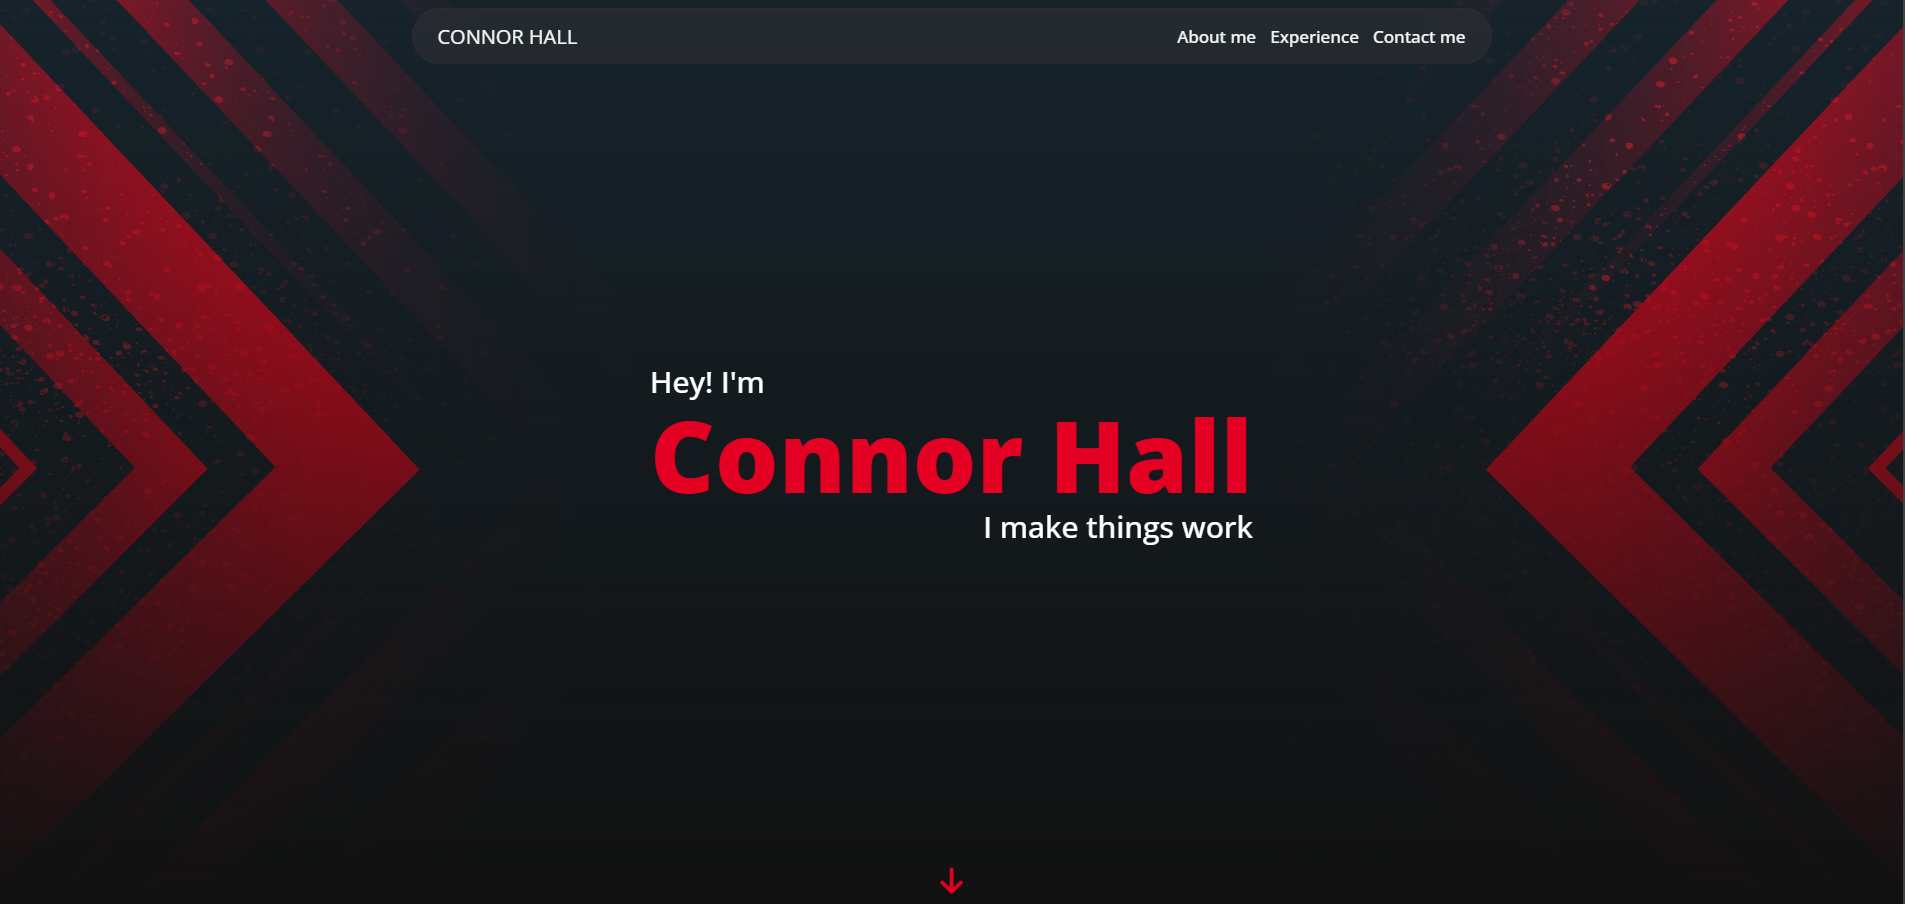 CONNOR HALL
About me Experience Contact me
Hey! I'm
Connor Hall
I make things work